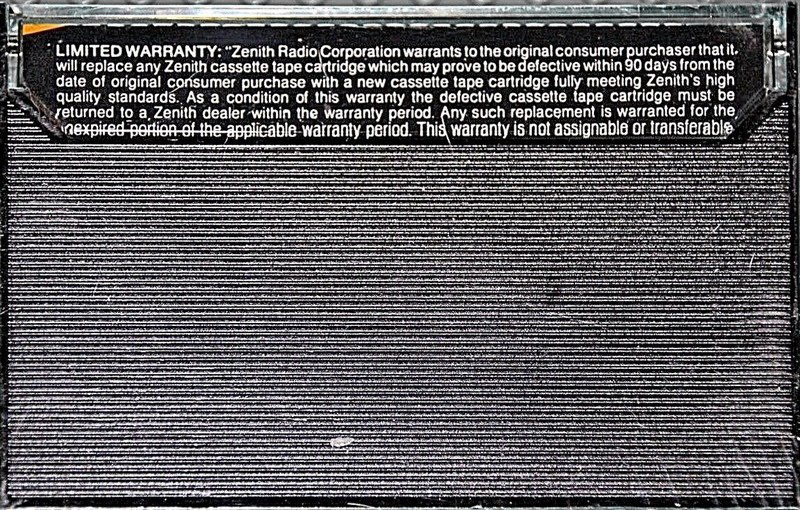 LIMITED WARRANTY: "Zenith Radio Corporation warrants to the original consumer purchaser that it
will replace any Zenith cassette tape cartridge which may prove to be defective within 90 days from the
date of original consumer purchase with a new cassette tape cartridge fully meeting Zenith's high
quality standards. As a condition of this warranty the defective cassette tape cartridge must be
returned to a Zenith dealer within the warranty period. Any such replacement is warranted for the
unexpired portion of the applicable warranty period. This warranty is not assignable or transferable